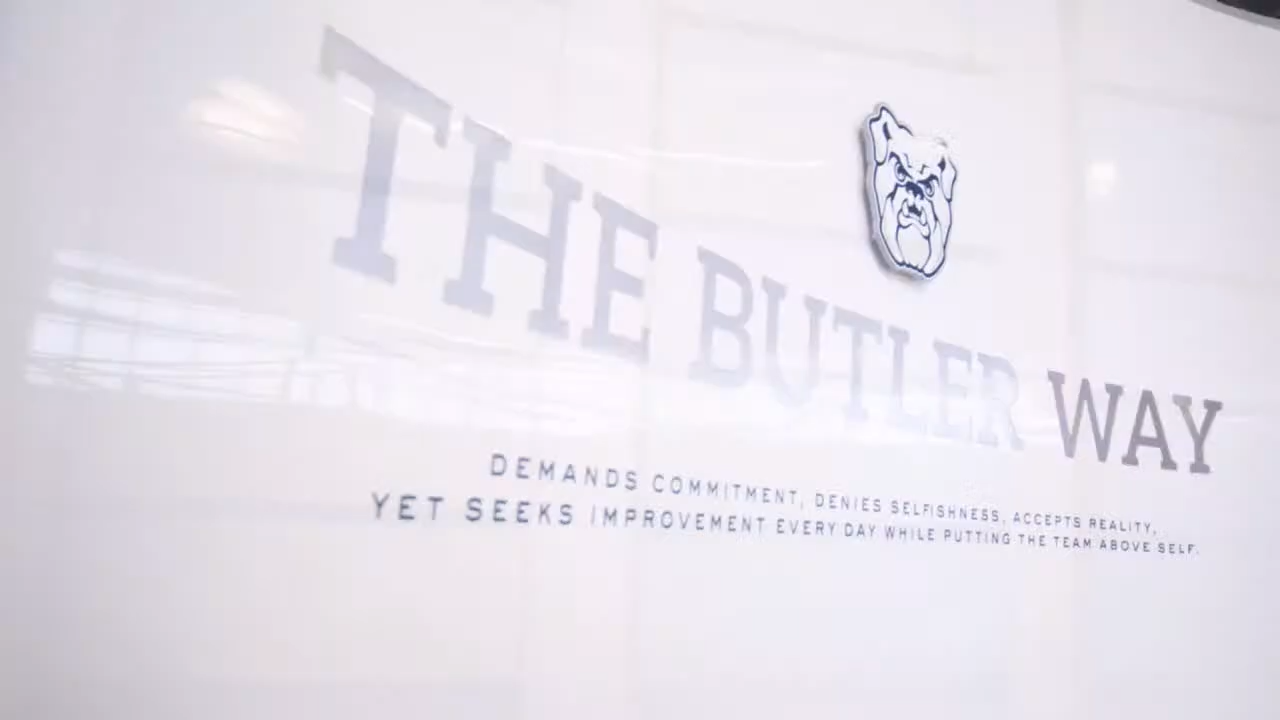 THE BUTLER WAY
DEMANDS COMMITMENT, DENIES SELFISHNESS, ACCEPTS REALITY,
YET SEEKS IMPROVEMENT EVERY DAY WHILE PUTTING THE TEAM ABOVE SELF.